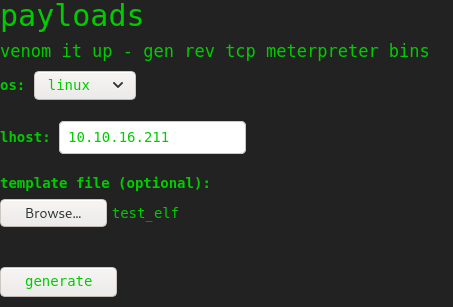 payloads
venom it up - gen rev tcp meterpreter bins
os: linux
lhost: 10.10.16.211
template file (optional):
Browse... test_elf
generate